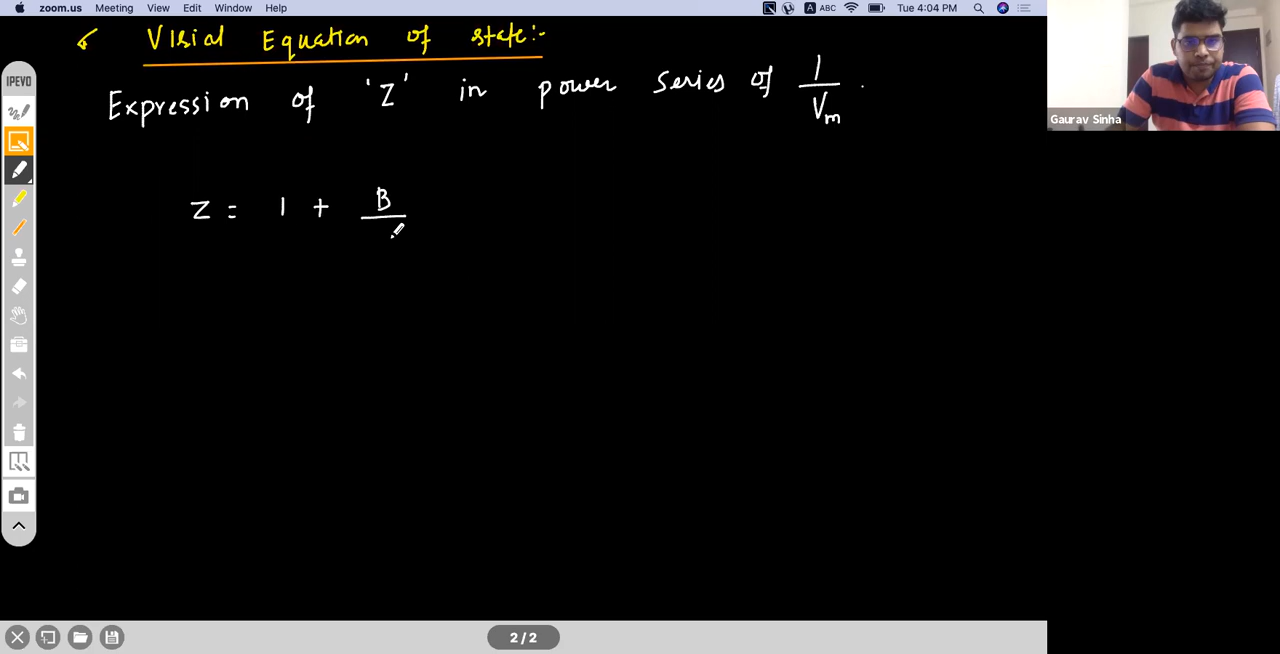 zoom.us Meeting View Edit Window Help A ABC Tue 4:04 PM
Virial Equation of state:-
Expression of 'Z' in power series of 1/Vm .
Gaurav Sinha
IPEVO
Z = 1 + B/
2 / 2